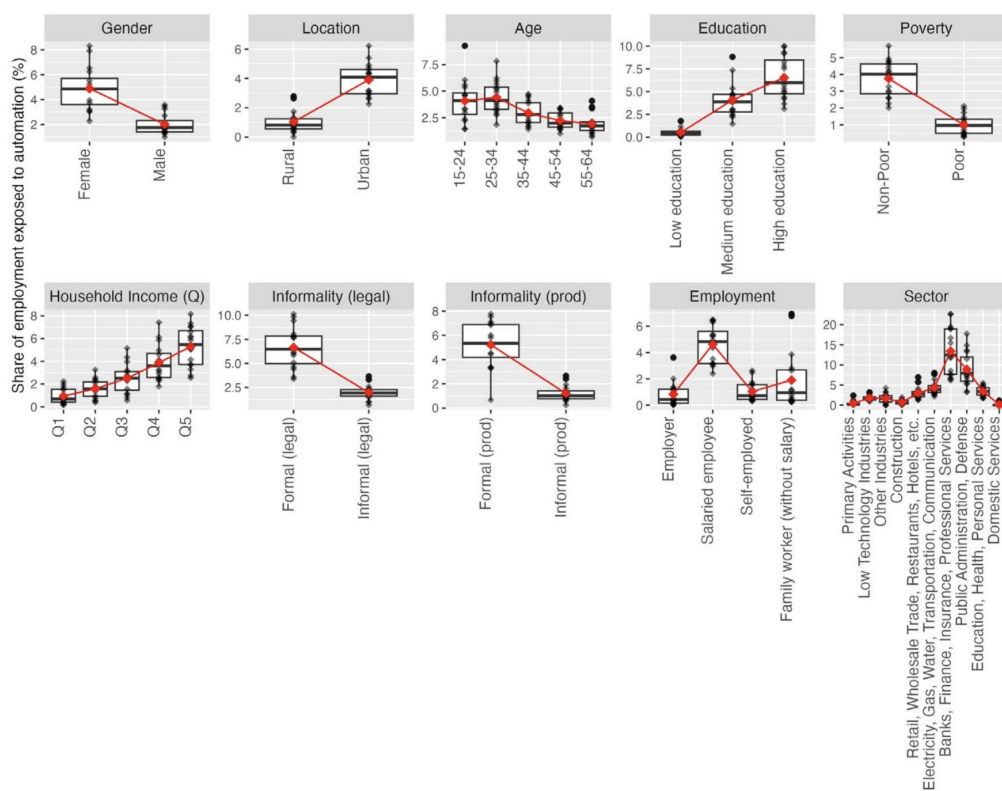 Share of employment exposed to automation (%)
Gender
8
6
4
2
Female
Male
Location
6
4
2
0
Rural
Urban
Age
7.5
5.0
2.5
15-24
25-34
35-44
45-54
55-64
Education
10.0
7.5
5.0
2.5
0.0
Low education
Medium education
High education
Poverty
5
4
3
2
1
Non-Poor
Poor
Household Income (Q)
8
6
4
2
0
Q1
Q2
Q3
Q4
Q5
Informality (legal)
10.0
7.5
5.0
2.5
Formal (legal)
Informal (legal)
Informality (prod)
8
6
4
2
0
Formal (prod)
Informal (prod)
Employment
6
4
2
0
Employer
Salaried employee
Self-employed
Family worker (without salary)
Sector
20
15
10
5
0
Primary Activities
Low Technology Industries
Other Industries
Construction
Retail, Wholesale Trade, Restaurants, Hotels, etc.
Electricity, Gas, Water, Transportation, Communication
Banks, Finance, Insurance, Professional Services
Public Administration, Defense
Education, Health, Personal Services
Domestic Services